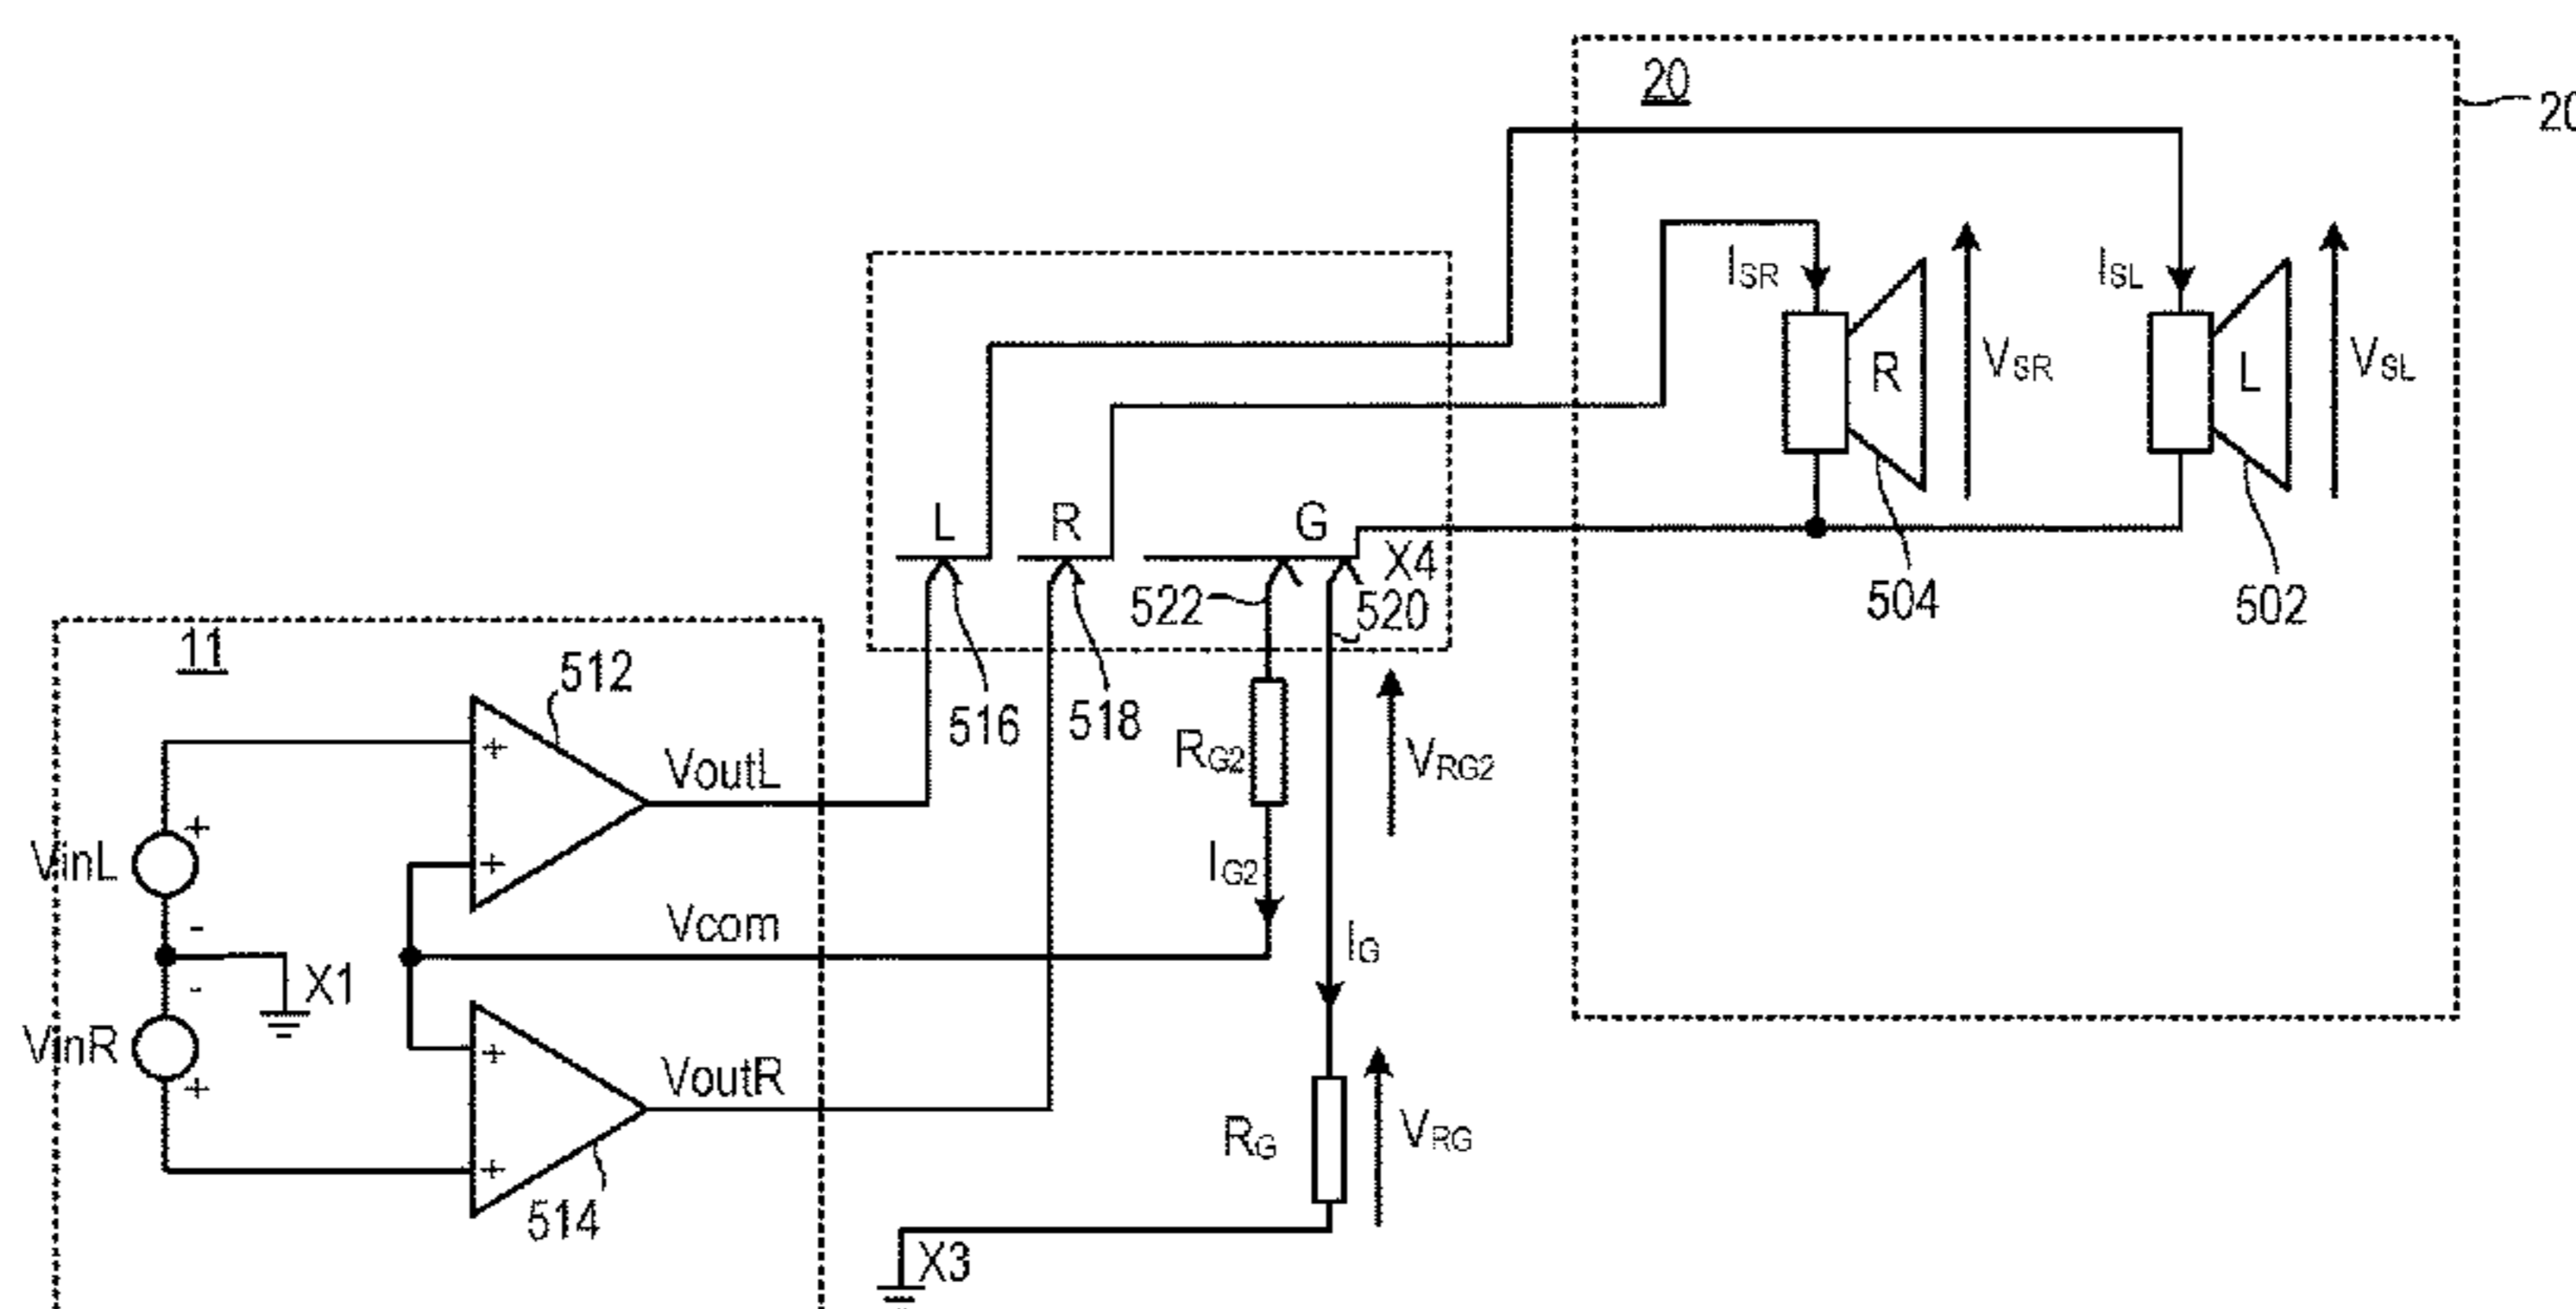 20
20
ISR
ISL
R
VSR
L
VSL
L
R
G
X4
522
520
504
502
11
512
516
518
RG2
VRG2
+
VoutL
+
VinL
+
IG2
-
Vcom
IG
X1
-
VinR
+
VoutR
+
+
RG
VRG
514
X3